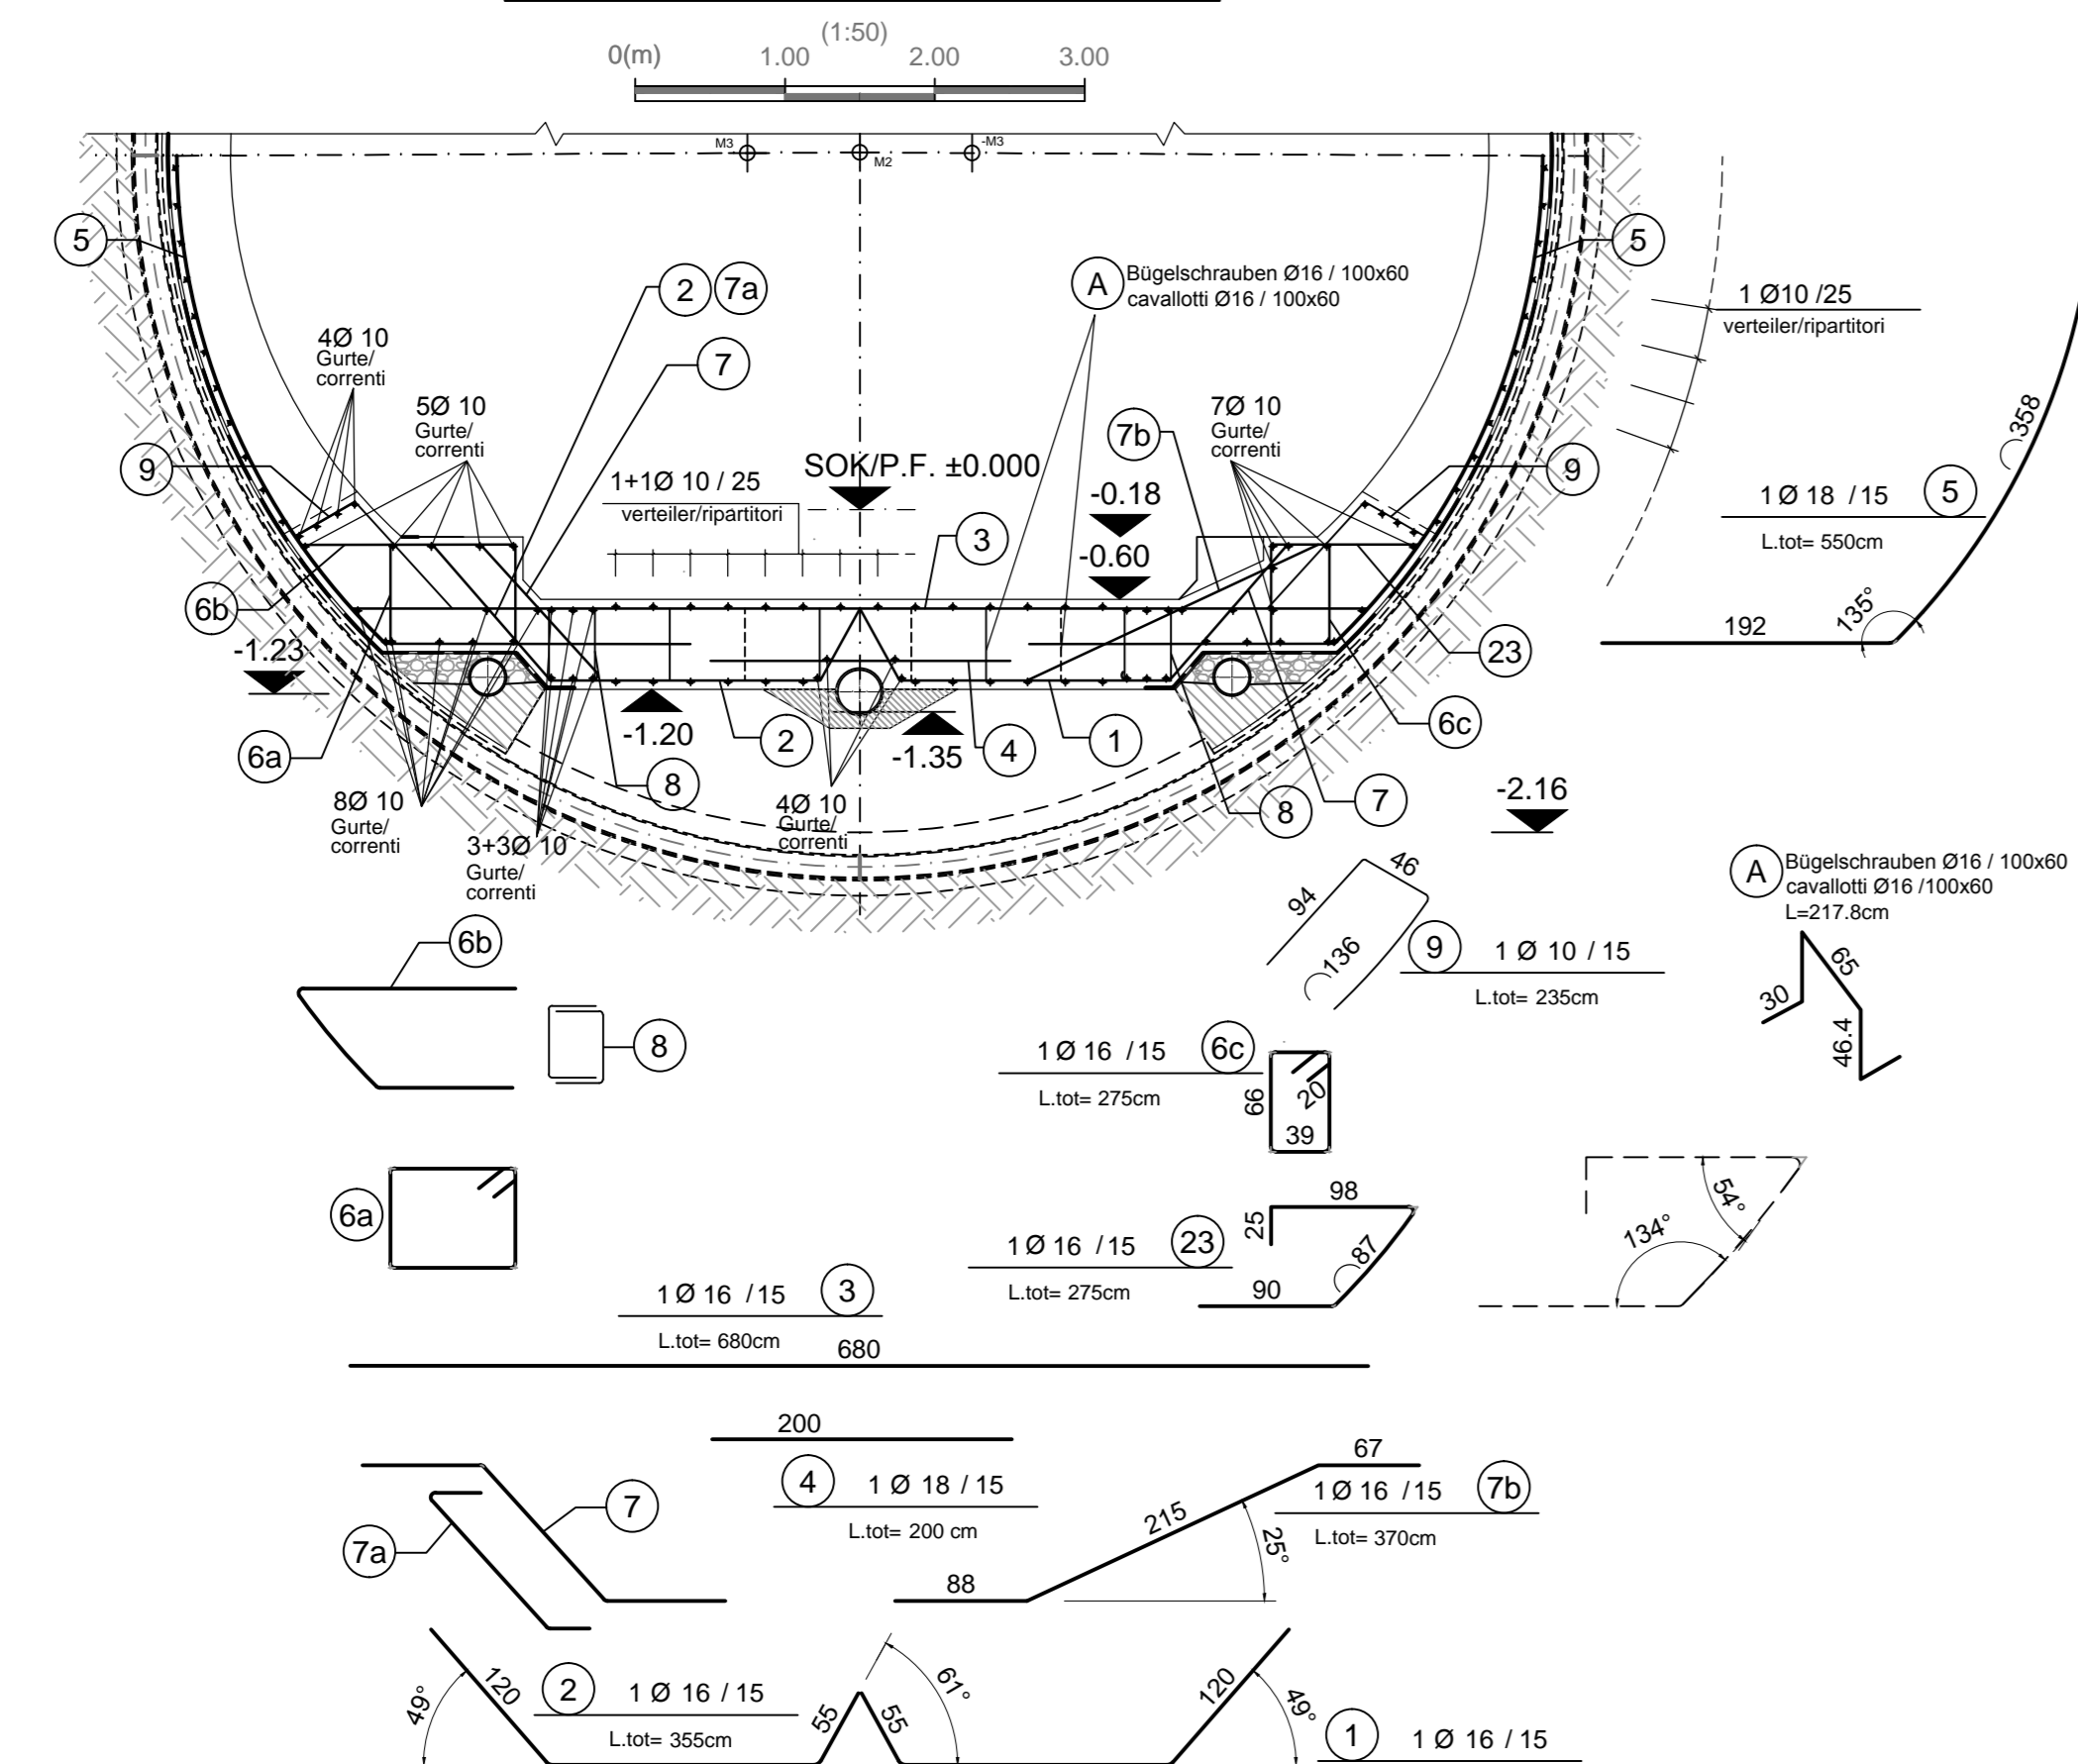 (1:50)
0(m) 1.00 2.00 3.00
M3 M2 -M3
5
5
2 7a
A Bügelschrauben Ø16 / 100x60
cavallotti Ø16 / 100x60
1 Ø10 /25
verteiler/ripartitori
4Ø 10
Gurte/
correnti
7
5Ø 10
Gurte/
correnti
7b
7Ø 10
Gurte/
correnti
358
9
SOK/P.F. ±0.000
9
1+1Ø 10 / 25
verteiler/ripartitori
-0.18
1 Ø 18 / 15 5
L.tot= 550cm
3
-0.60
6b
-1.23
23
192
135°
6a
-1.20
2
-1.35
4
1
6c
8
8
7
-2.16
8Ø 10
Gurte/
correnti
3+3Ø 10
Gurte/
correnti
4Ø 10
Gurte/
correnti
A Bügelschrauben Ø16 / 100x60
cavallotti Ø16 /100x60
L=217.8cm
46
94
136
9 1 Ø 10 / 15
L.tot= 235cm
65
30
46.4
6b
8
1 Ø 16 / 15 6c
L.tot= 275cm
66
20
39
6a
98
25
1 Ø 16 / 15 23
L.tot= 275cm
87
90
54°
134°
1 Ø 16 / 15 3
L.tot= 680cm
680
200
4 1 Ø 18 / 15
L.tot= 200 cm
67
215
1 Ø 16 / 15 7b
L.tot= 370cm
25°
88
7
7a
49°
120
2 1 Ø 16 / 15
L.tot= 355cm
55
55
61°
120
49°
1 1 Ø 16 / 15